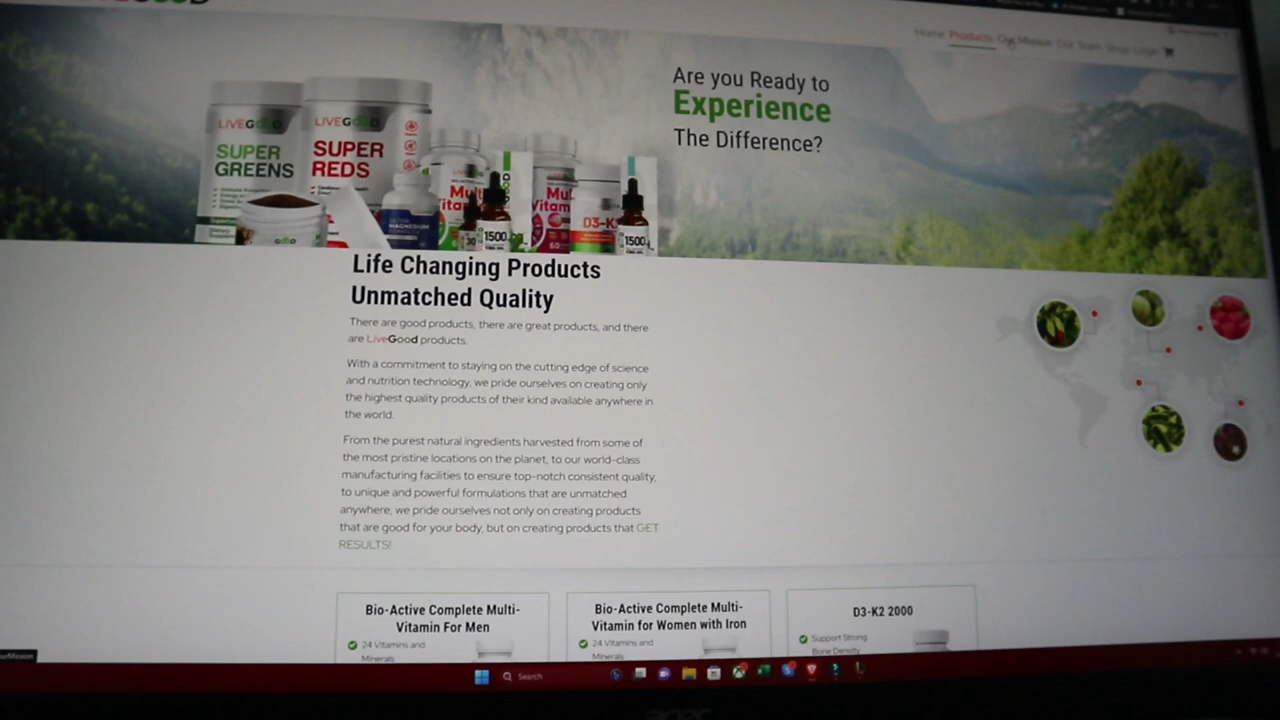 Home Products Our Mission Our Team Shop Login
Are you Ready to
Experience
The Difference?
LIVEGOOD
SUPER
GREENS
LIVEGOOD
SUPER
REDS
MAGNESIUM
D3-K
1500
1500
30
60
Life Changing Products
Unmatched Quality
There are good products, there are great products, and there
are LiveGood products.
With a commitment to staying on the cutting edge of science
and nutrition technology, we pride ourselves on creating only
the highest quality products of their kind available anywhere in
the world.
From the purest natural ingredients harvested from some of
the most pristine locations on the planet, to our world-class
manufacturing facilities to ensure top-notch consistent quality,
to unique and powerful formulations that are unmatched
anywhere, we pride ourselves not only on creating products
that are good for your body, but on creating products that GET
RESULTS!
Bio-Active Complete Multi-
Vitamin For Men
24 Vitamins and
Minerals
Bio-Active Complete Multi-
Vitamin for Women with Iron
24 Vitamins and
Minerals
D3-K2 2000
Support Strong
Bone Density
Search
acer